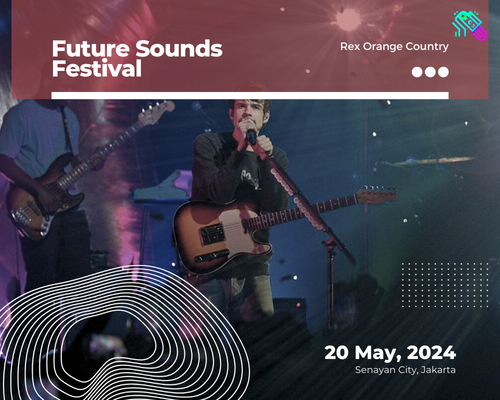 Future Sounds
Festival
Rex Orange Country
20 May, 2024
Senayan City, Jakarta